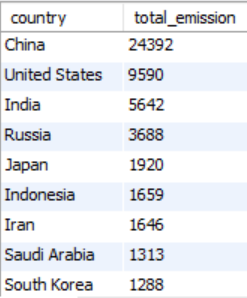 country total_emission
China 24392
United States 9590
India 5642
Russia 3688
Japan 1920
Indonesia 1659
Iran 1646
Saudi Arabia 1313
South Korea 1288